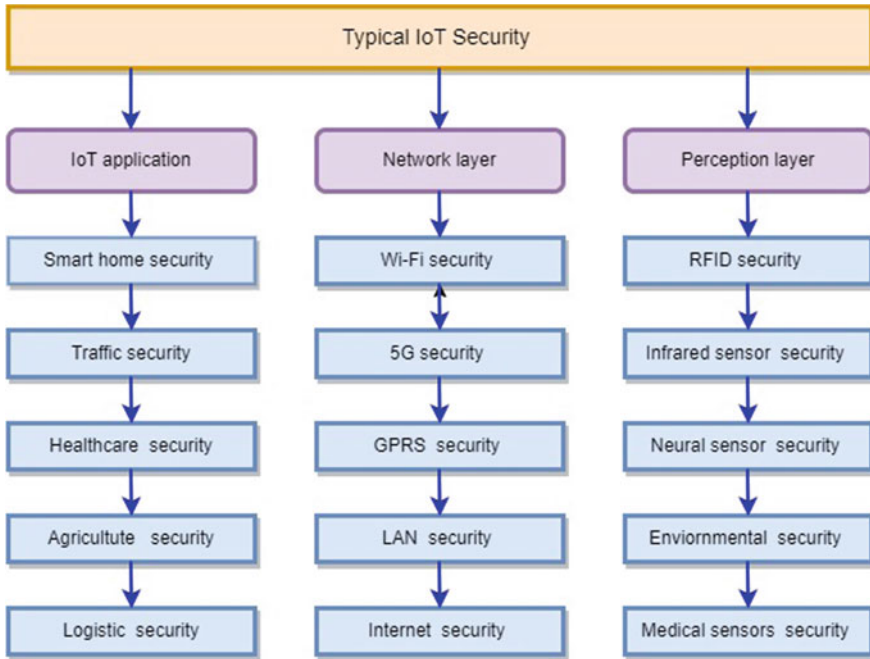 Typical IoT Security
IoT application
Network layer
Perception layer
Smart home security
Wi-Fi security
RFID security
Traffic security
5G security
Infrared sensor security
Healthcare security
GPRS security
Neural sensor security
Agricultute security
LAN security
Enviornmental security
Logistic security
Internet security
Medical sensors security